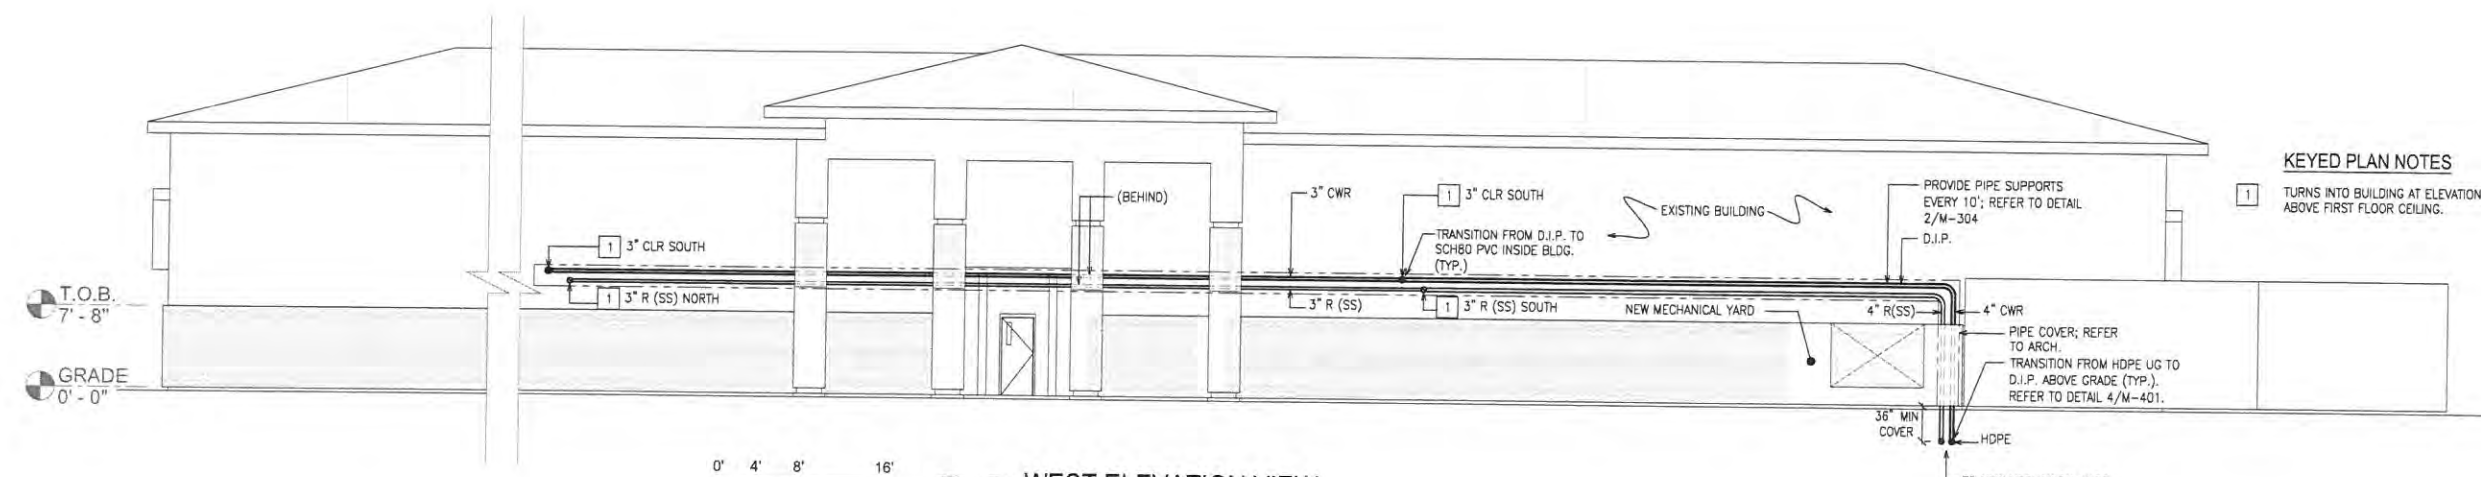 KEYED PLAN NOTES
1 TURNS INTO BUILDING AT ELEVATION
ABOVE FIRST FLOOR CEILING.
(BEHIND)
3" CWR
1 3" CLR SOUTH
EXISTING BUILDING
PROVIDE PIPE SUPPORTS
EVERY 10'; REFER TO DETAIL
2/M-304
D.I.P.
TRANSITION FROM D.I.P. TO
SCH80 PVC INSIDE BLDG.
(TYP.)
1 3" CLR SOUTH
1 3" R (SS) NORTH
3" R (SS)
1 3" R (SS) SOUTH
NEW MECHANICAL YARD
4" R(SS)
4" CWR
T.O.B.
7' - 8"
PIPE COVER; REFER
TO ARCH.
TRANSITION FROM HDPE UG TO
D.I.P. ABOVE GRADE (TYP.).
REFER TO DETAIL 4/M-401.
GRADE
0' - 0"
36" MIN
COVER
HDPE
0' 4' 8' 16'
WEST ELEVATION VIEW